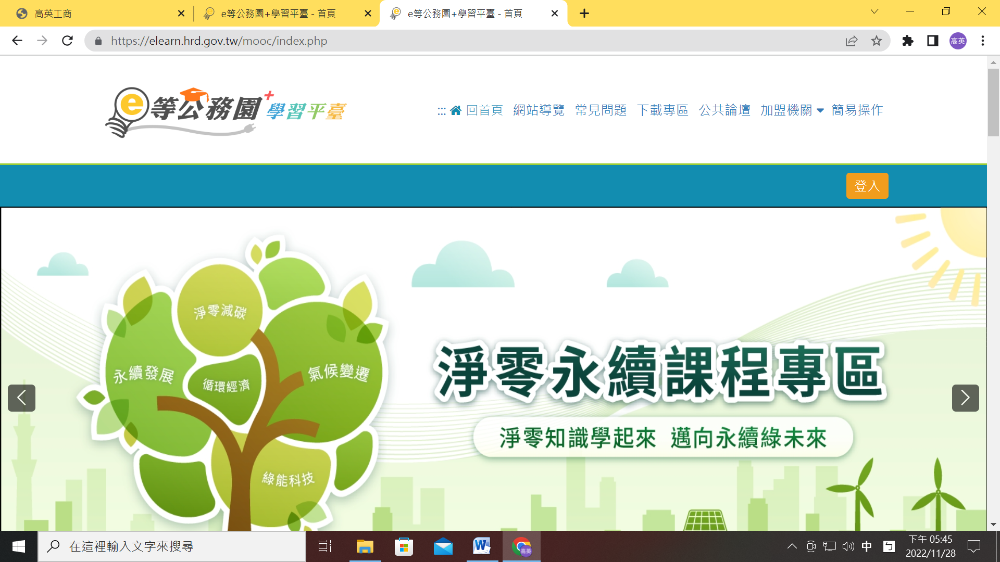 高英工商
e等公務園+學習平臺 - 首頁
e等公務園+學習平臺 - 首頁
https://elearn.hrd.gov.tw/mooc/index.php
高英
e等公務園+學習平臺
::: 回首頁 網站導覽 常見問題 下載專區 公共論壇 加盟機關 簡易操作
登入
淨零減碳
永續發展
循環經濟
氣候變遷
綠能科技
淨零永續課程專區
淨零知識學起來 邁向永續綠未來
在這裡輸入文字來搜尋
W
高英
中
ㄅ
下午 05:45
2022/11/28